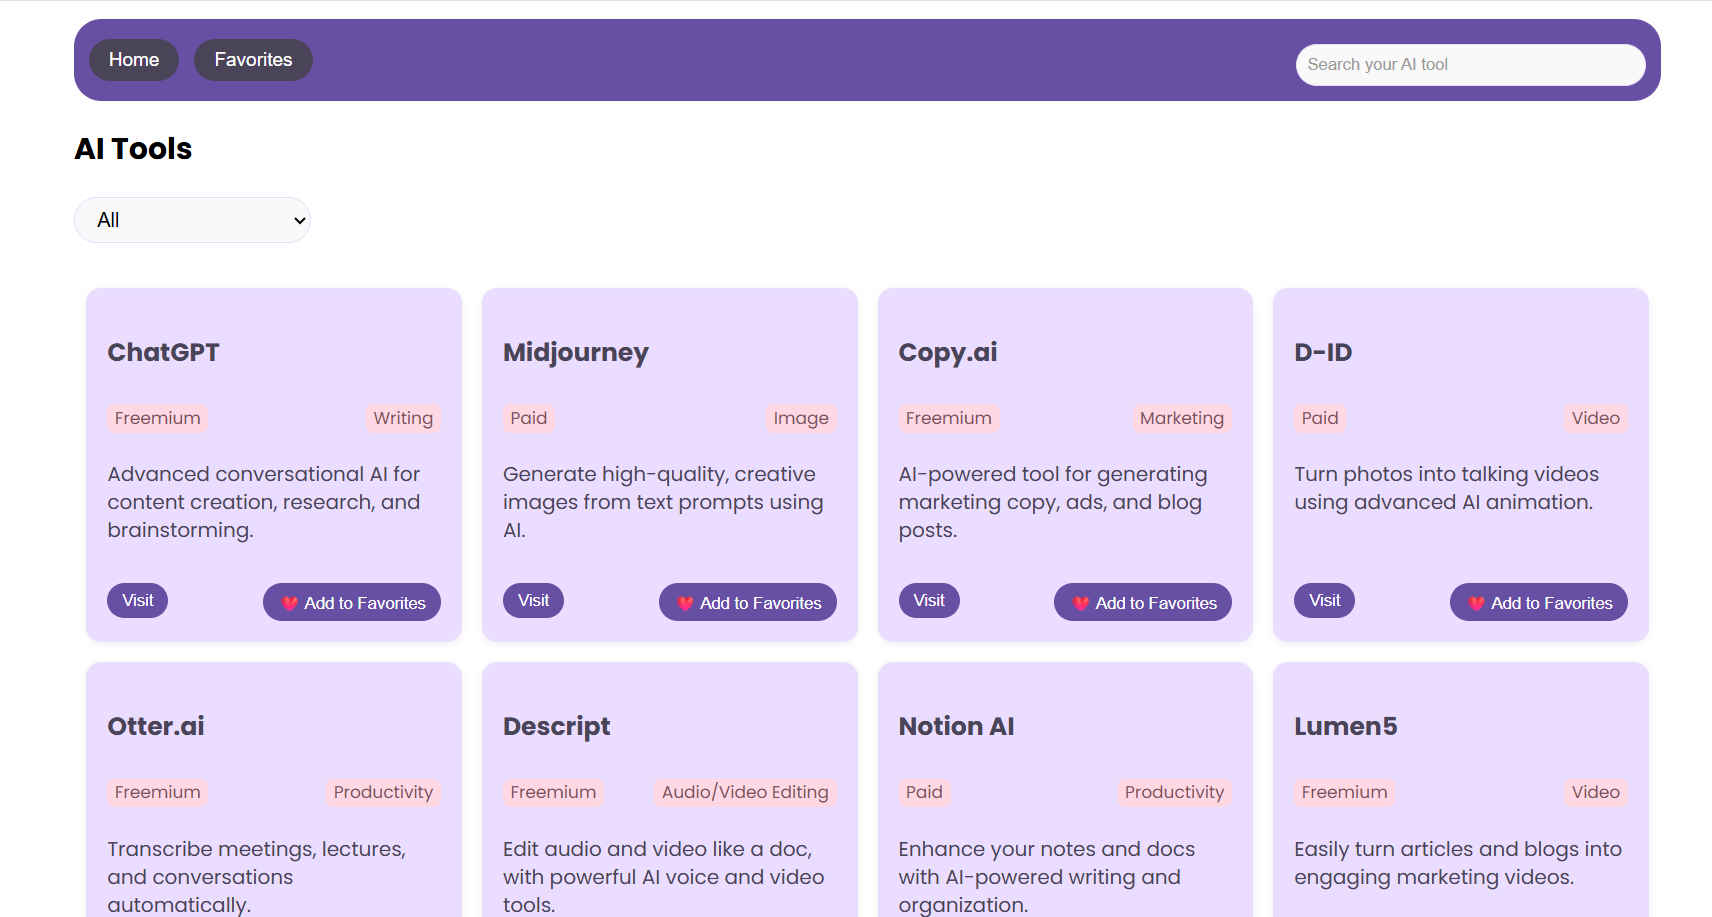 Home
Favorites
Search your AI tool
AI Tools
All
ChatGPT
Freemium
Writing
Advanced conversational AI for
content creation, research, and
brainstorming.
Visit
Add to Favorites
Midjourney
Paid
Image
Generate high-quality, creative
images from text prompts using
AI.
Visit
Add to Favorites
Copy.ai
Freemium
Marketing
AI-powered tool for generating
marketing copy, ads, and blog
posts.
Visit
Add to Favorites
D-ID
Paid
Video
Turn photos into talking videos
using advanced AI animation.
Visit
Add to Favorites
Otter.ai
Freemium
Productivity
Transcribe meetings, lectures,
and conversations
automatically.
Descript
Freemium
Audio/Video Editing
Edit audio and video like a doc,
with powerful AI voice and video
tools.
Notion AI
Paid
Productivity
Enhance your notes and docs
with AI-powered writing and
organization.
Lumen5
Freemium
Video
Easily turn articles and blogs into
engaging marketing videos.